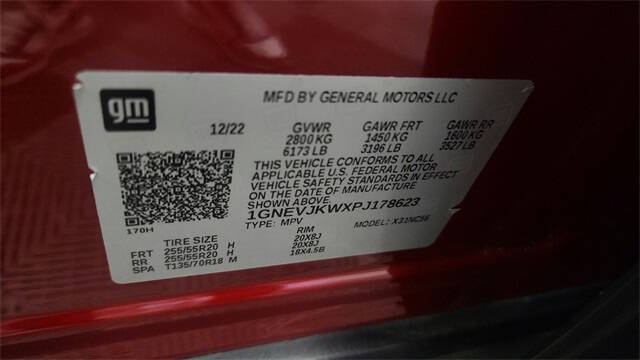 gm
MFD BY GENERAL MOTORS LLC
12/22 GVWR GAWR FRT GAWR RR
2800 KG 1450 KG 1600 KG
6173 LB 3196 LB 3527 LB
THIS VEHICLE CONFORMS TO ALL
APPLICABLE U.S. FEDERAL MOTOR
VEHICLE SAFETY STANDARDS IN EFFECT
ON THE DATE OF MANUFACTURE
SHOWN ABOVE.
170H 1GNEVJKWXPJ178623
TYPE: MPV MODEL: X31NC56
TIRE SIZE RIM
FRT 255/55R20 H 20X8J
RR 255/55R20 H 20X8J
SPA T135/70R18 M 18X4.5B